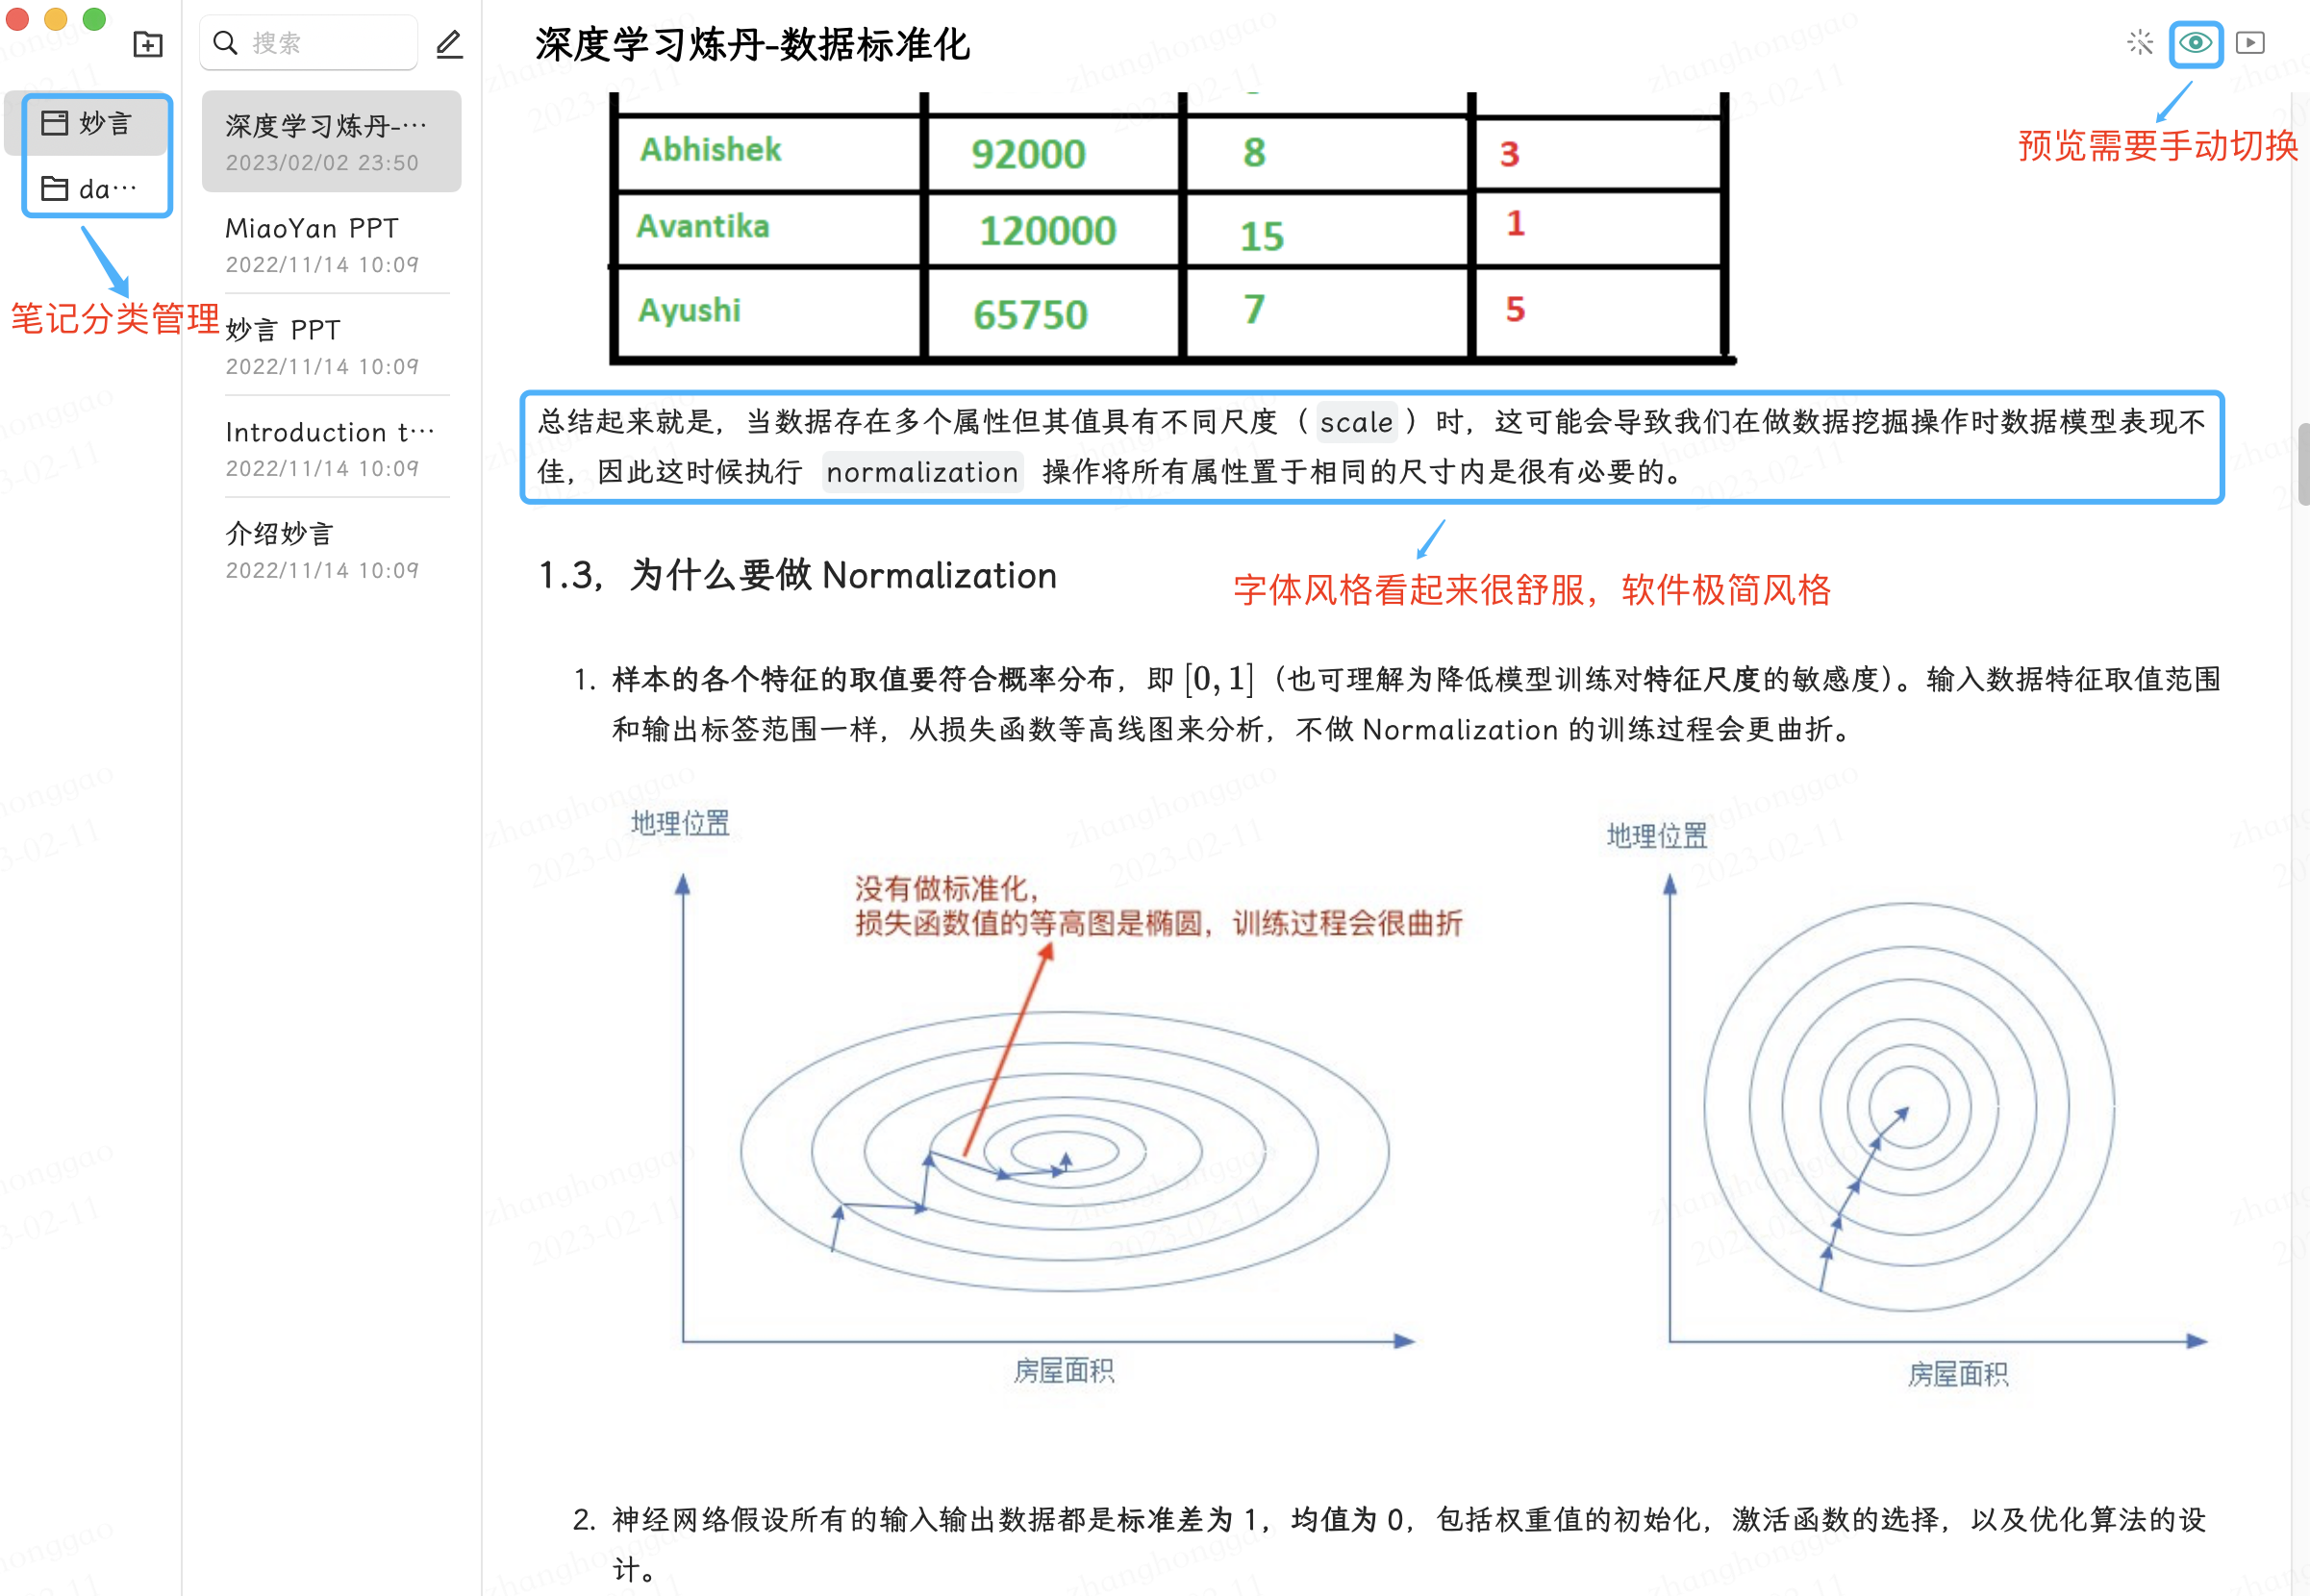 搜索
妙言
da…
笔记分类管理
深度学习炼丹-…
2023/02/02 23:50
MiaoYan PPT
2022/11/14 10:09
妙言 PPT
2022/11/14 10:09
Introduction t…
2022/11/14 10:09
介绍妙言
2022/11/14 10:09
深度学习炼丹-数据标准化
预览需要手动切换
Abhishek 92000 8 3
Avantika 120000 15 1
Ayushi 65750 7 5
总结起来就是，当数据存在多个属性但其值具有不同尺度（ scale ）时，这可能会导致我们在做数据挖掘操作时数据模型表现不
佳，因此这时候执行 normalization 操作将所有属性置于相同的尺寸内是很有必要的。
字体风格看起来很舒服，软件极简风格
1.3，为什么要做 Normalization
1. 样本的各个特征的取值要符合概率分布，即 [0, 1]（也可理解为降低模型训练对特征尺度的敏感度）。输入数据特征取值范围
和输出标签范围一样，从损失函数等高线图来分析，不做 Normalization 的训练过程会更曲折。
地理位置
没有做标准化，
损失函数值的等高图是椭圆，训练过程会很曲折
房屋面积
地理位置
房屋面积
2. 神经网络假设所有的输入输出数据都是标准差为 1，均值为 0，包括权重值的初始化，激活函数的选择，以及优化算法的设
计。
zhanghonggao
2023-02-11